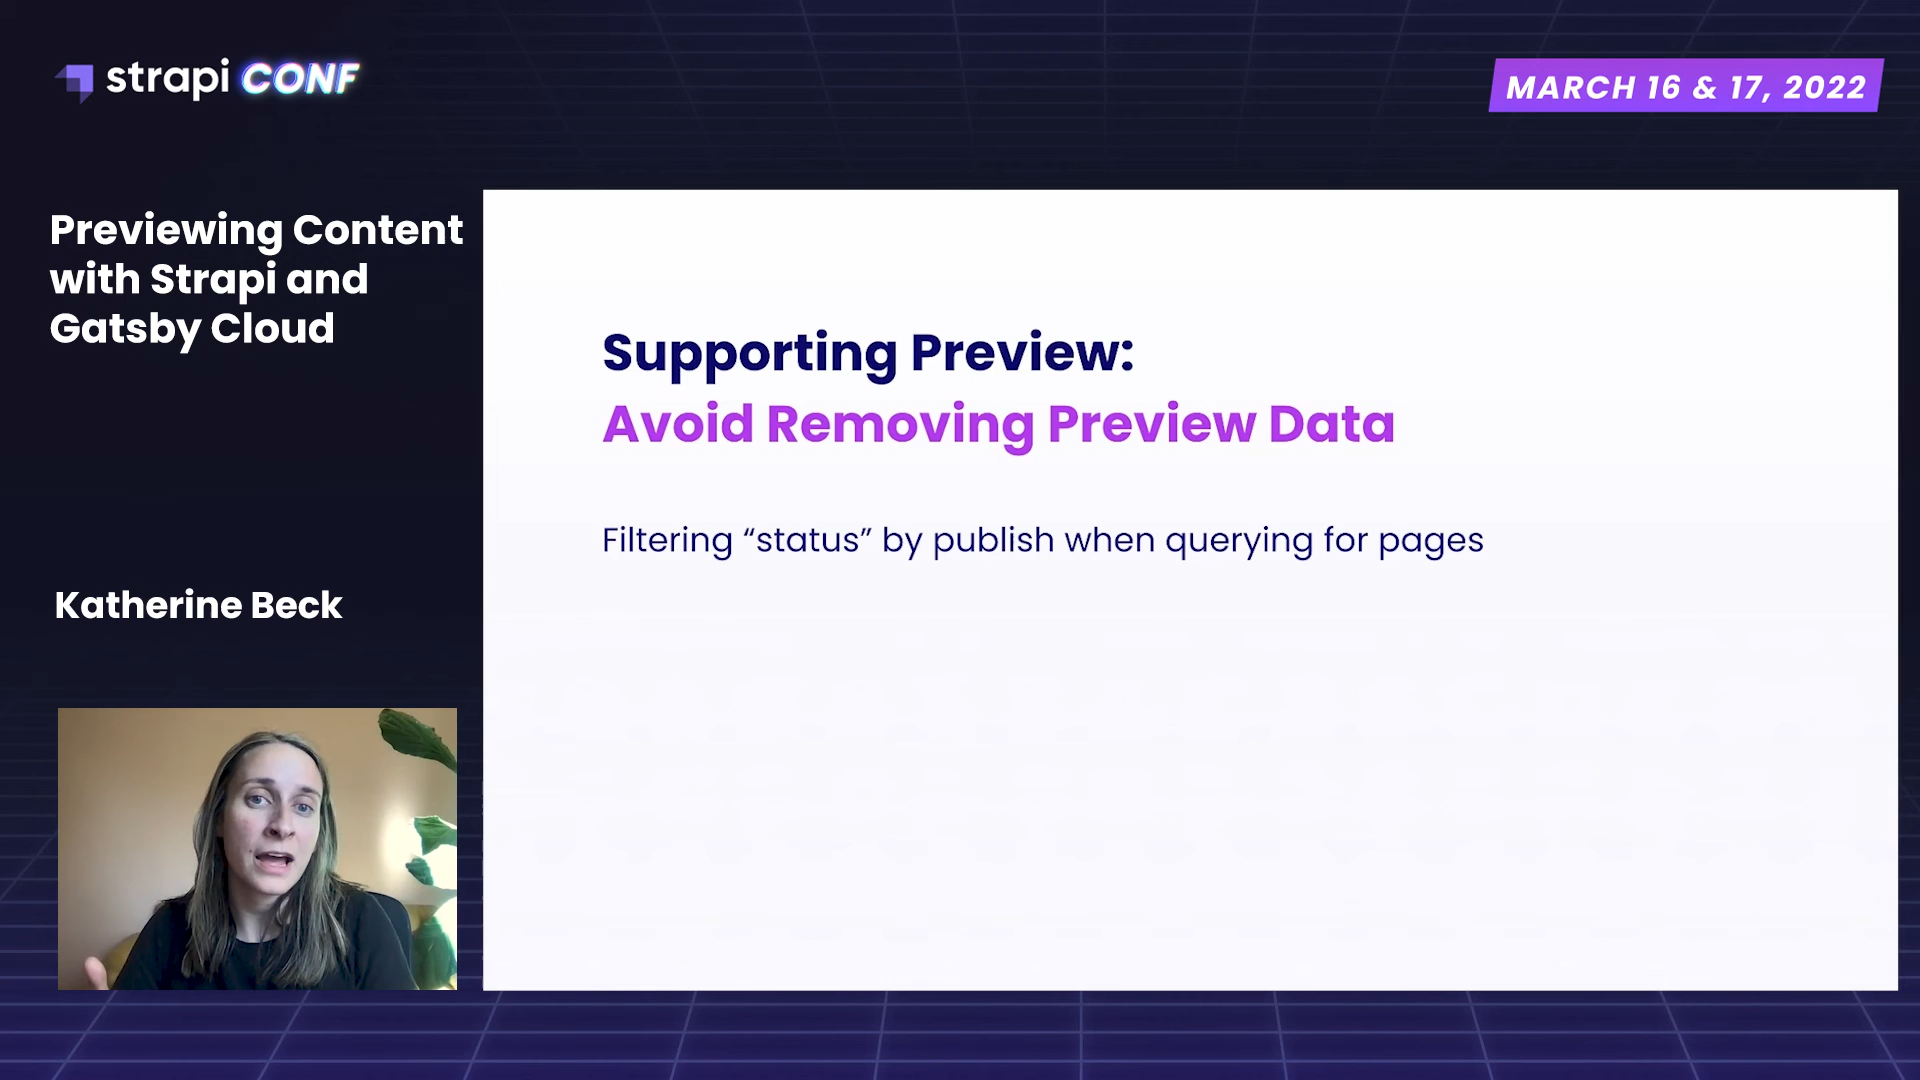 strapi CONF
MARCH 16 & 17, 2022
Previewing Content
with Strapi and
Gatsby Cloud
Katherine Beck
Supporting Preview:
Avoid Removing Preview Data
Filtering “status” by publish when querying for pages